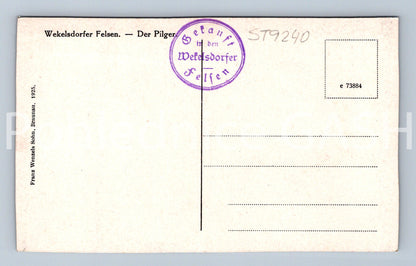 Wekelsdorfer Felsen. — Der Pilger.
Gekauft
in den
Wekelsdorfer
Felsen
ST9240
e 73884
Franz Wenzels Sohn, Braunau, 1925.